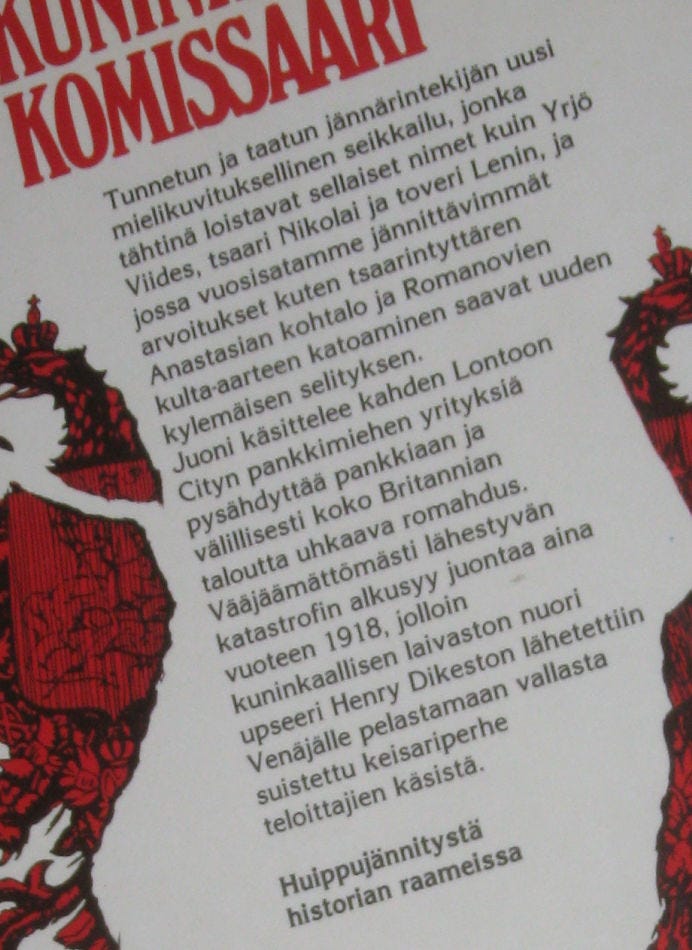 KOMISSAARI
Tunnetun ja taatun jännärintekijän uusi
mielikuvituksellinen seikkailu, jonka
tähtinä loistavat sellaiset nimet kuin Yrjö
Viides, tsaari Nikolai ja toveri Lenin, ja
jossa vuosisatamme jännittävimmät
arvoitukset kuten tsaarintyttären
Anastasian kohtalo ja Romanovien
kulta-aarteen katoaminen saavat uuden
kylemäisen selityksen.
Juoni käsittelee kahden Lontoon
Cityn pankkimiehen yrityksiä
pysähdyttää pankkiaan ja
välillisesti koko Britannian
taloutta uhkaava romahdus.
Vääjäämättömästi lähestyvän
katastrofin alkusyy juontaa aina
vuoteen 1918, jolloin
kuninkaallisen laivaston nuori
upseeri Henry Dikeston lähetettiin
Venäjälle pelastamaan vallasta
suistettu keisariperhe
teloittajien käsistä.
Huippujännitystä
historian raameissa